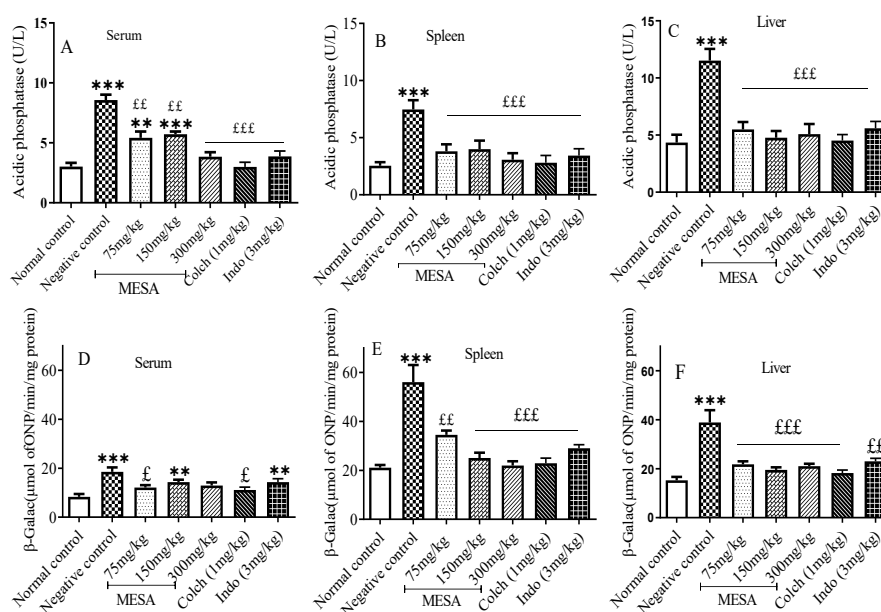 A
Serum
Acidic phosphatase (U/L)
15
10
5
0
***
££
**
££
***
£££
Normal control
Negative control
75mg/kg
150mg/kg
300mg/kg
Colch (1mg/kg)
Indo (3mg/kg)
MESA
B
Spleen
Acidic phosphatase (U/L)
15
10
5
0
***
£££
Normal control
Negative control
75mg/kg
150mg/kg
300mg/kg
Colch (1mg/kg)
Indo (3mg/kg)
MESA
C
Liver
Acidic phosphatase (U/L)
15
10
5
0
***
£££
Normal control
Negative control
75mg/kg
150mg/kg
300mg/kg
Colch (1mg/kg)
Indo (3mg/kg)
MESA
D
Serum
β-Galac(μmol of ONP/min/mg protein)
60
40
20
0
***
£
**
£
**
Normal control
Negative control
75mg/kg
150mg/kg
300mg/kg
Colch (1mg/kg)
Indo (3mg/kg)
MESA
E
Spleen
β-Galac(μmol of ONP/min/mg protein)
60
40
20
0
***
££
£££
Normal control
Negative control
75mg/kg
150mg/kg
300mg/kg
Colch (1mg/kg)
Indo (3mg/kg)
MESA
F
Liver
β-Galac(μmol of ONP/min/mg protein)
60
40
20
0
***
£££
££
Normal control
Negative control
75mg/kg
150mg/kg
300mg/kg
Colch (1mg/kg)
Indo (3mg/kg)
MESA